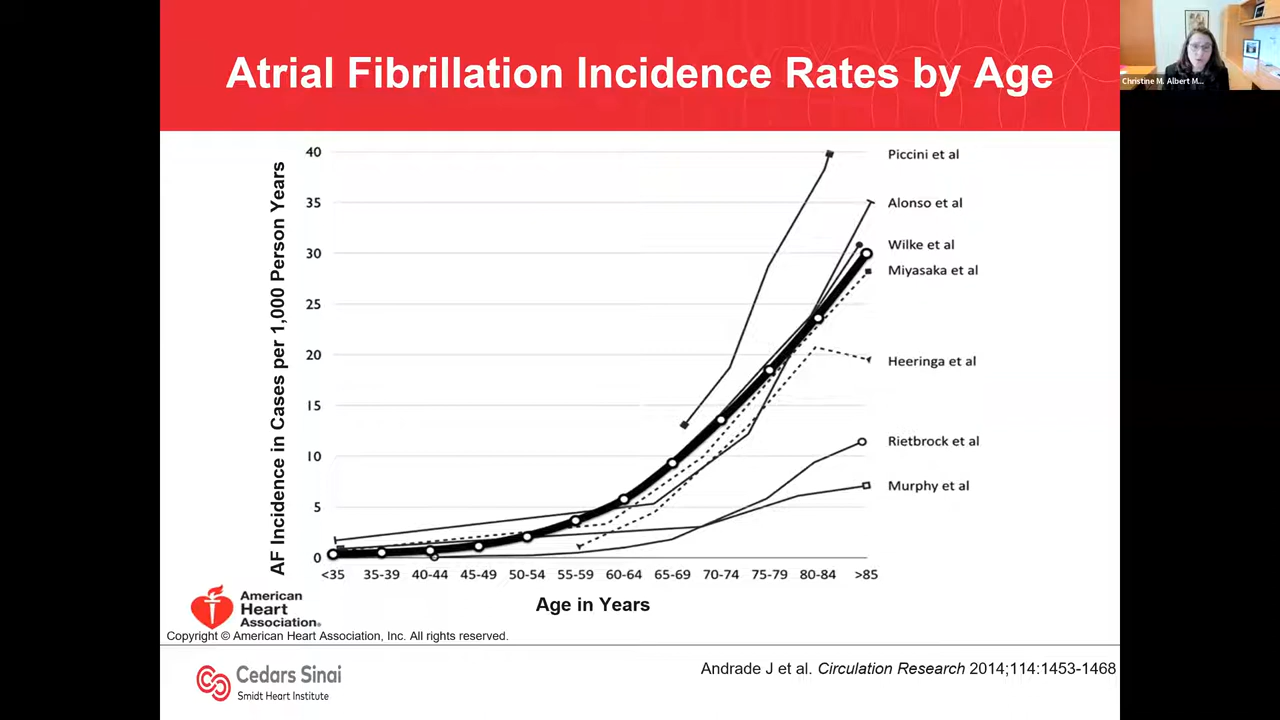 Atrial Fibrillation Incidence Rates by Age
Christine M. Albert M...
AF Incidence in Cases per 1,000 Person Years
40
35
30
25
20
15
10
5
0
Piccini et al
Alonso et al
Wilke et al
Miyasaka et al
Heeringa et al
Rietbrock et al
Murphy et al
<35 35-39 40-44 45-49 50-54 55-59 60-64 65-69 70-74 75-79 80-84 >85
Age in Years
American
Heart
Association®
Copyright © American Heart Association, Inc. All rights reserved.
Cedars Sinai
Smidt Heart Institute
Andrade J et al. Circulation Research 2014;114:1453-1468